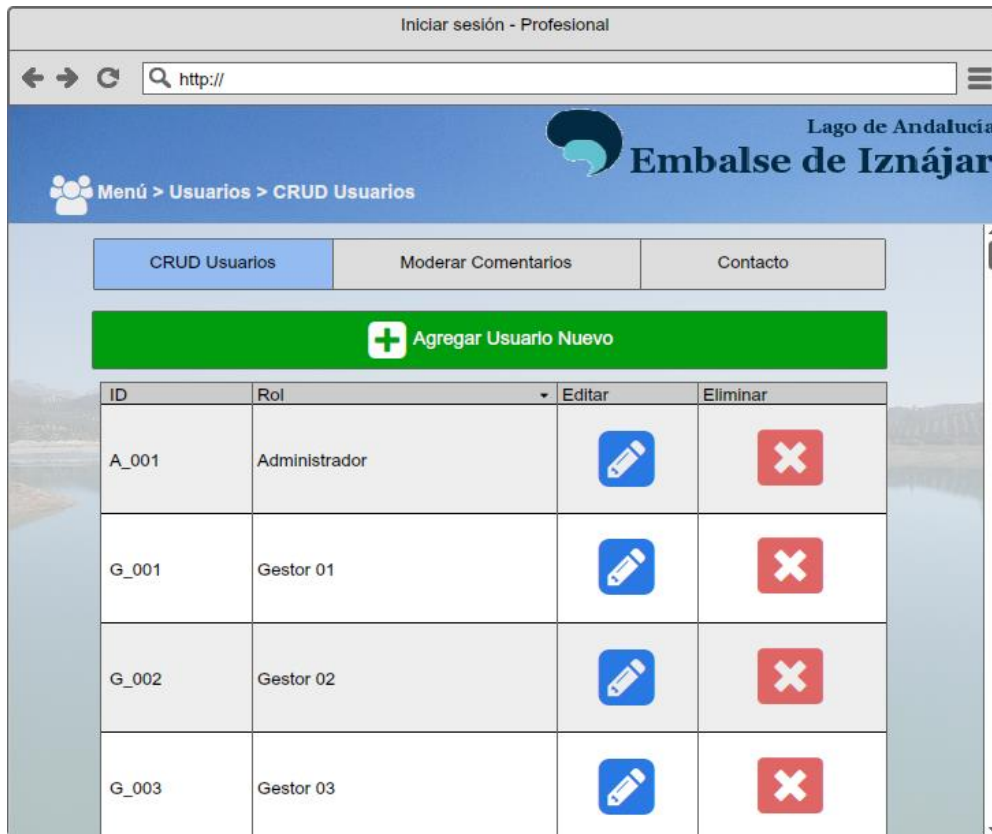 Iniciar sesión - Profesional
http://
Lago de Andalucía
Embalse de Iznájar
Menú > Usuarios > CRUD Usuarios
CRUD Usuarios Moderar Comentarios Contacto
Agregar Usuario Nuevo
ID Rol Editar Eliminar
A_001 Administrador
G_001 Gestor 01
G_002 Gestor 02
G_003 Gestor 03